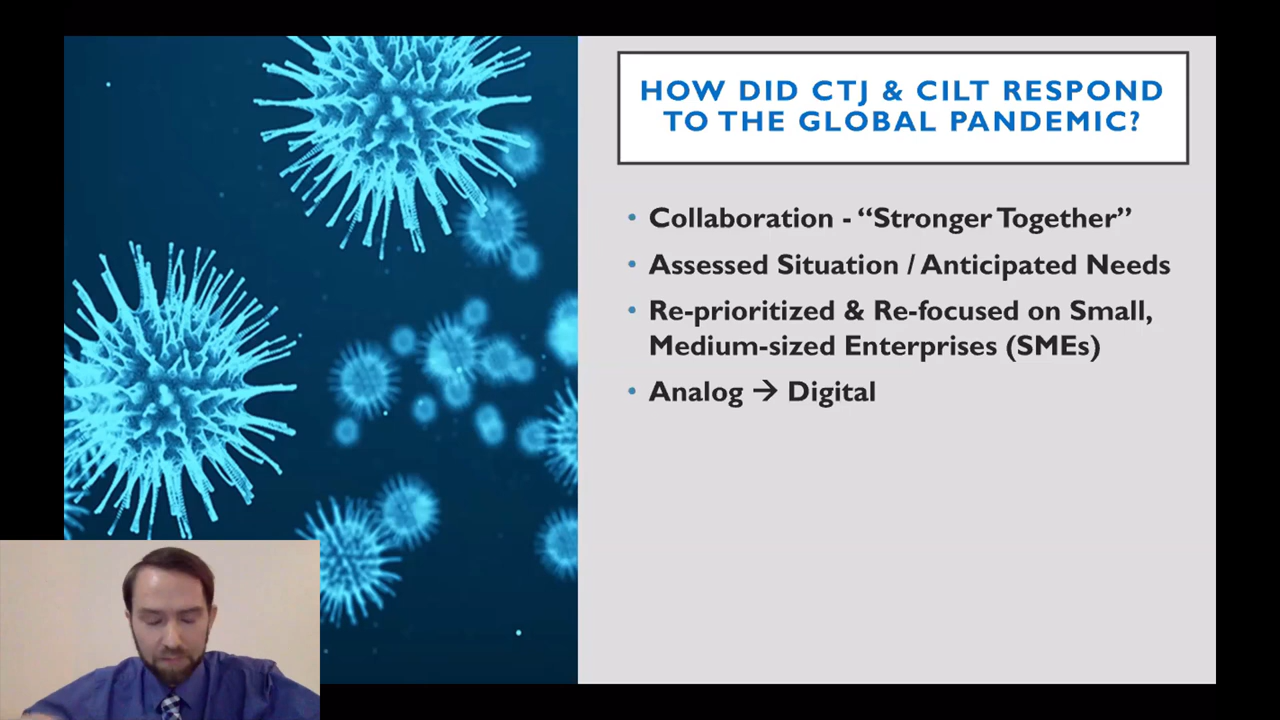 HOW DID CTJ & CILT RESPOND
TO THE GLOBAL PANDEMIC?
• Collaboration - “Stronger Together”
• Assessed Situation / Anticipated Needs
• Re-prioritized & Re-focused on Small,
Medium-sized Enterprises (SMEs)
• Analog → Digital